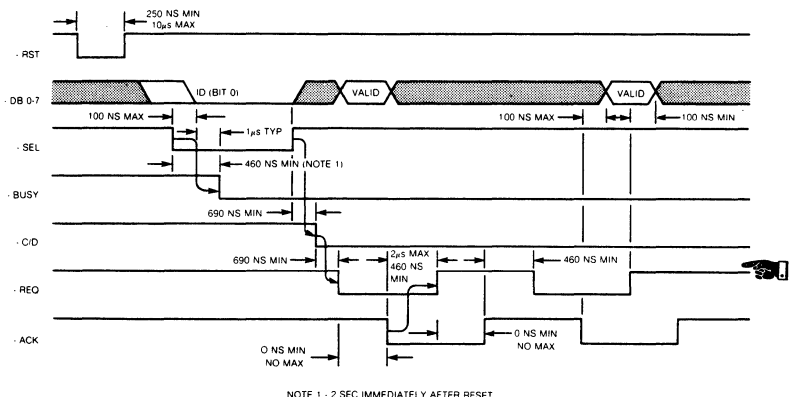 250 NS MIN
10µs MAX
- RST
- DB 0-7
ID (BIT 0)
VALID
VALID
100 NS MAX
1µs TYP
100 NS MAX
100 NS MIN
- SEL
460 NS MIN (NOTE 1)
- BUSY
690 NS MIN
- C/D
690 NS MIN
2µs MAX
460 NS
MIN
460 NS MIN
- REQ
- ACK
O NS MIN
NO MAX
0 NS MIN
NO MAX
NOTE 1 - 2 SEC IMMEDIATELY AFTER RESET